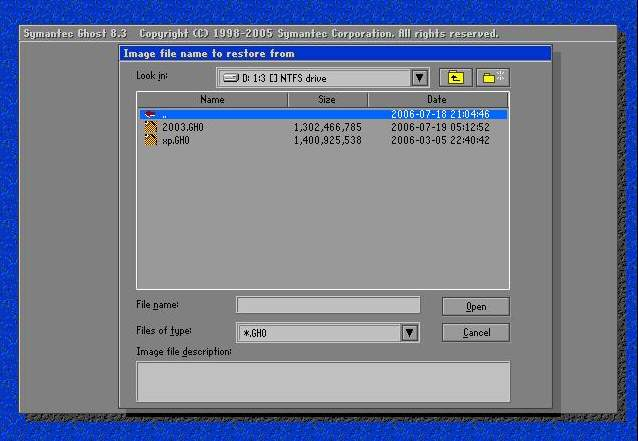 Symantec Ghost 8.3 Copyright (C) 1998-2005 Symantec Corporation. All rights reserved.
Image file name to restore from
Look in: D: 1:3 [] NTFS drive
Name Size Date
.. 2006-07-18 21:04:46
2003.GHO 1,302,466,785 2006-07-19 05:12:52
xp.GHO 1,400,925,538 2006-03-05 22:40:42
File name: Open
Files of type: *.GHO Cancel
Image file description: